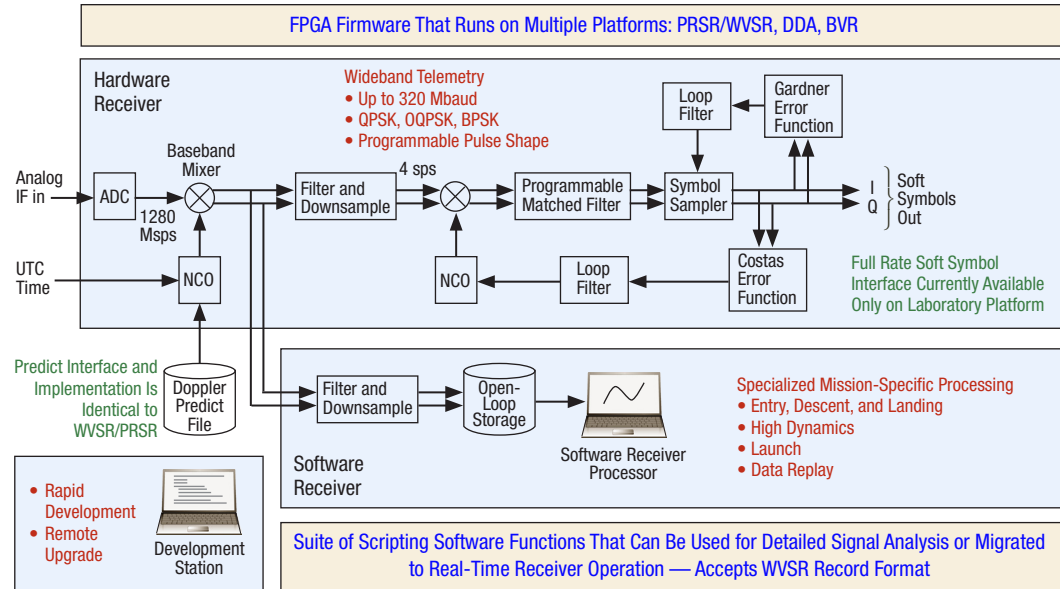 FPGA Firmware That Runs on Multiple Platforms: PRSR/WVSR, DDA, BVR
Hardware
Receiver
Wideband Telemetry
• Up to 320 Mbaud
• QPSK, OQPSK, BPSK
• Programmable Pulse Shape
Loop
Filter
Gardner
Error
Function
Baseband
Mixer
Analog
IF in
ADC
1280
Msps
Filter and
Downsample
4 sps
Programmable
Matched Filter
Symbol
Sampler
I
Q
Soft
Symbols
Out
UTC
Time
NCO
NCO
Loop
Filter
Costas
Error
Function
Full Rate Soft Symbol
Interface Currently Available
Only on Laboratory Platform
Predict Interface and
Implementation Is
Identical to
WVSR/PRSR
Doppler
Predict
File
Filter and
Downsample
Open-
Loop
Storage
Software Receiver
Processor
Specialized Mission-Specific Processing
• Entry, Descent, and Landing
• High Dynamics
• Launch
• Data Replay
Software
Receiver
• Rapid
Development
• Remote
Upgrade
Development
Station
Suite of Scripting Software Functions That Can Be Used for Detailed Signal Analysis or Migrated
to Real-Time Receiver Operation — Accepts WVSR Record Format